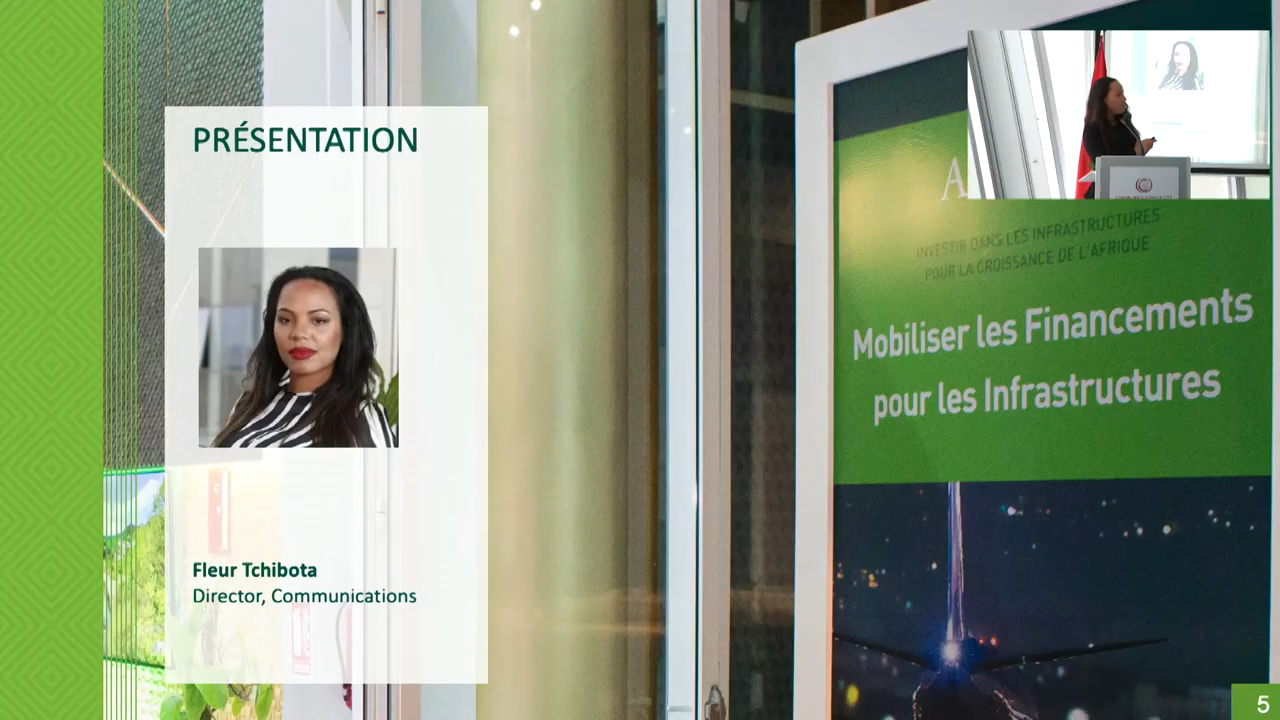 PRÉSENTATION
Fleur Tchibota
Director, Communications
A
INVESTIR DANS LES INFRASTRUCTURES
POUR LA CROISSANCE DE L'AFRIQUE
Mobiliser les Financements
pour les Infrastructures
5